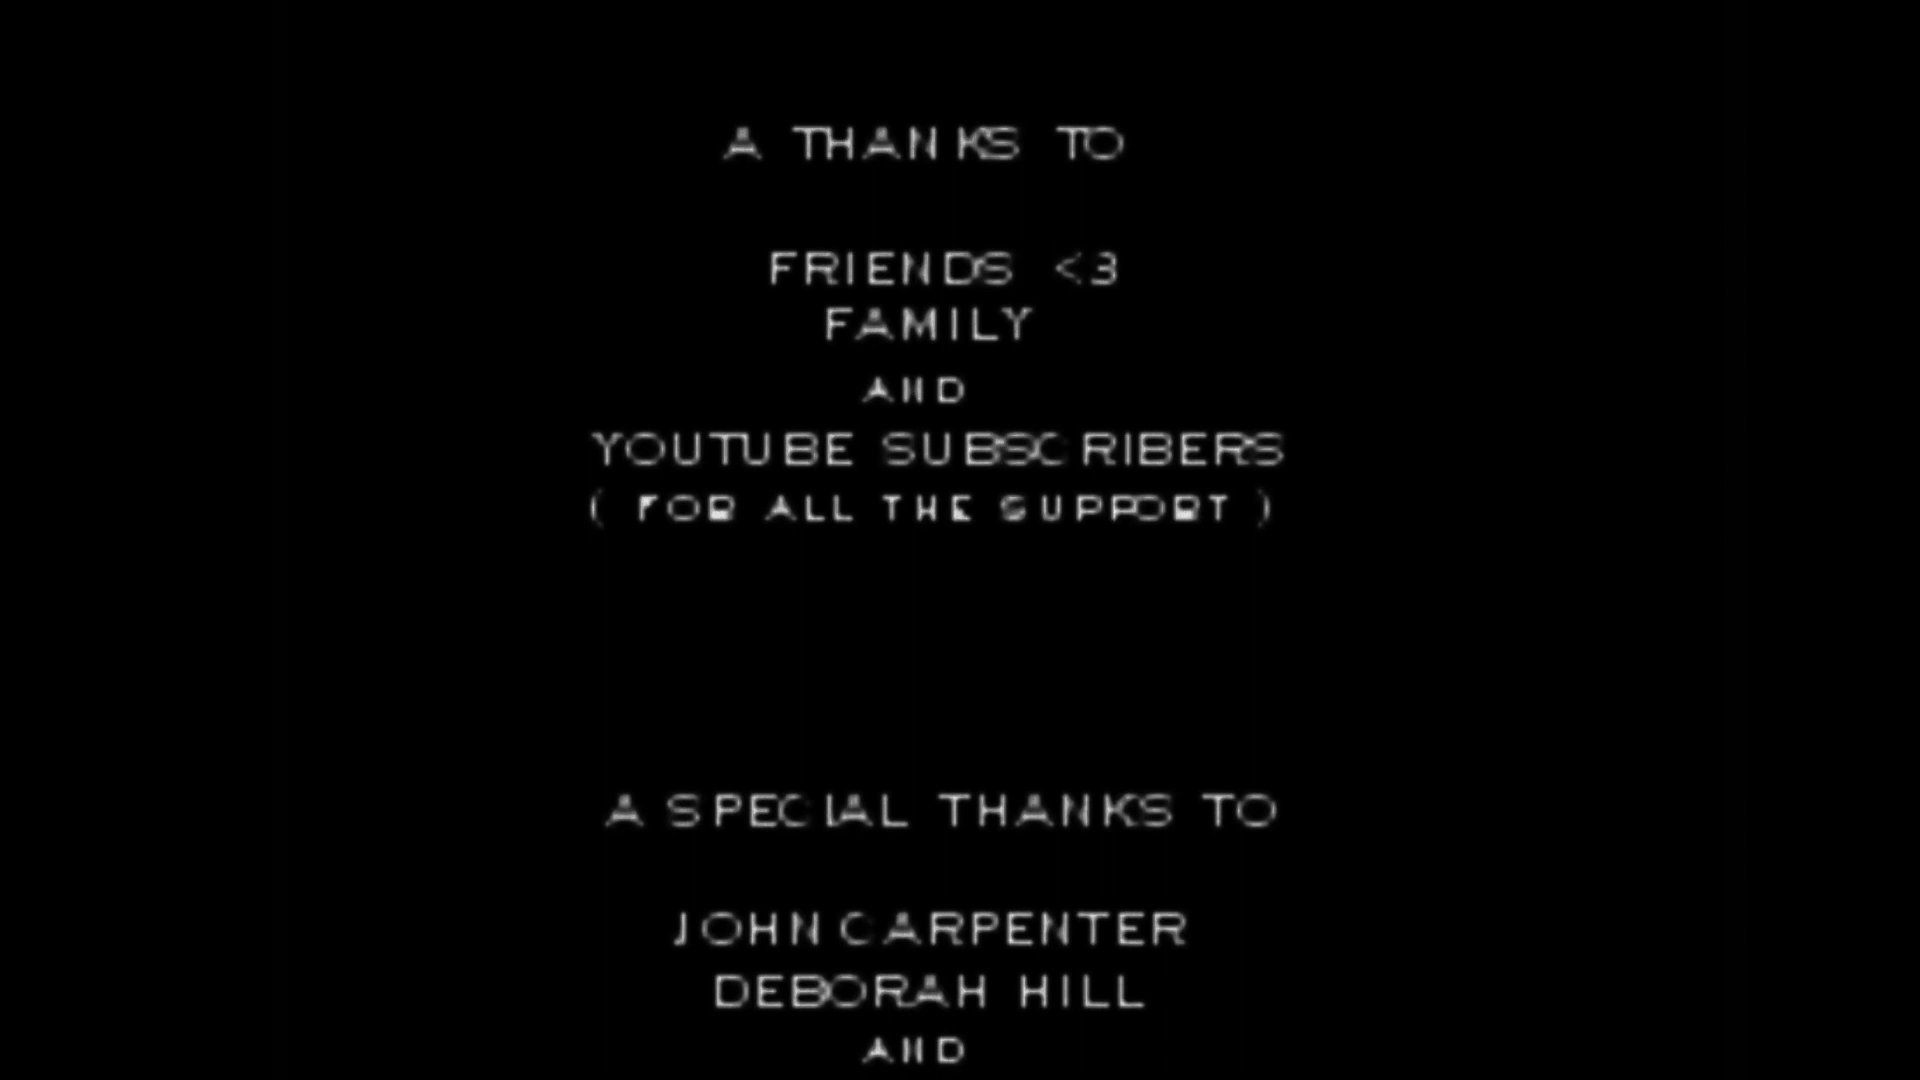 A THANKS TO
FRIENDS <3
FAMILY
AND
YOUTUBE SUBSCRIBERS
( FOR ALL THE SUPPORT )
A SPECIAL THANKS TO
JOHN CARPENTER
DEBORAH HILL
AND